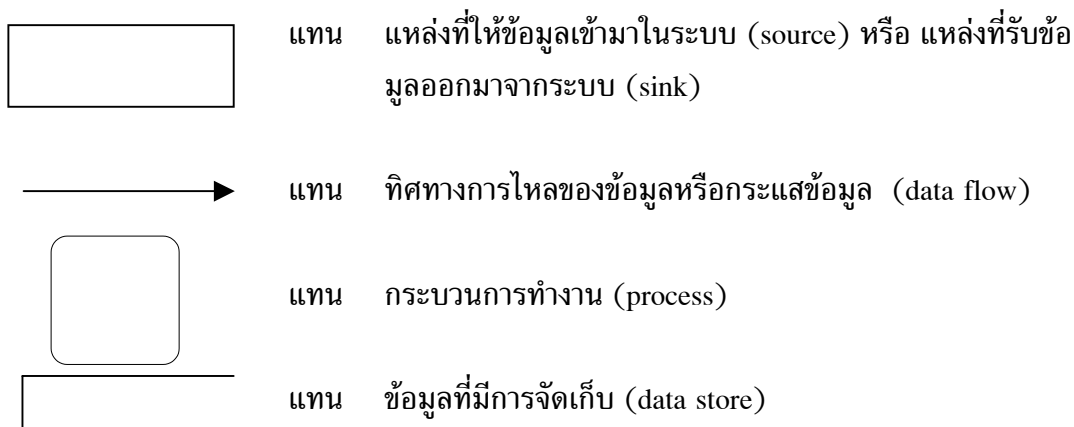 แทน แหล่งที่ให้ข้อมูลเข้ามาในระบบ (source) หรือ แหล่งที่รับข้อ
มูลออกมาจากระบบ (sink)
แทน ทิศทางการไหลของข้อมูลหรือกระแสข้อมูล (data flow)
แทน กระบวนการทำงาน (process)
แทน ข้อมูลที่มีการจัดเก็บ (data store)